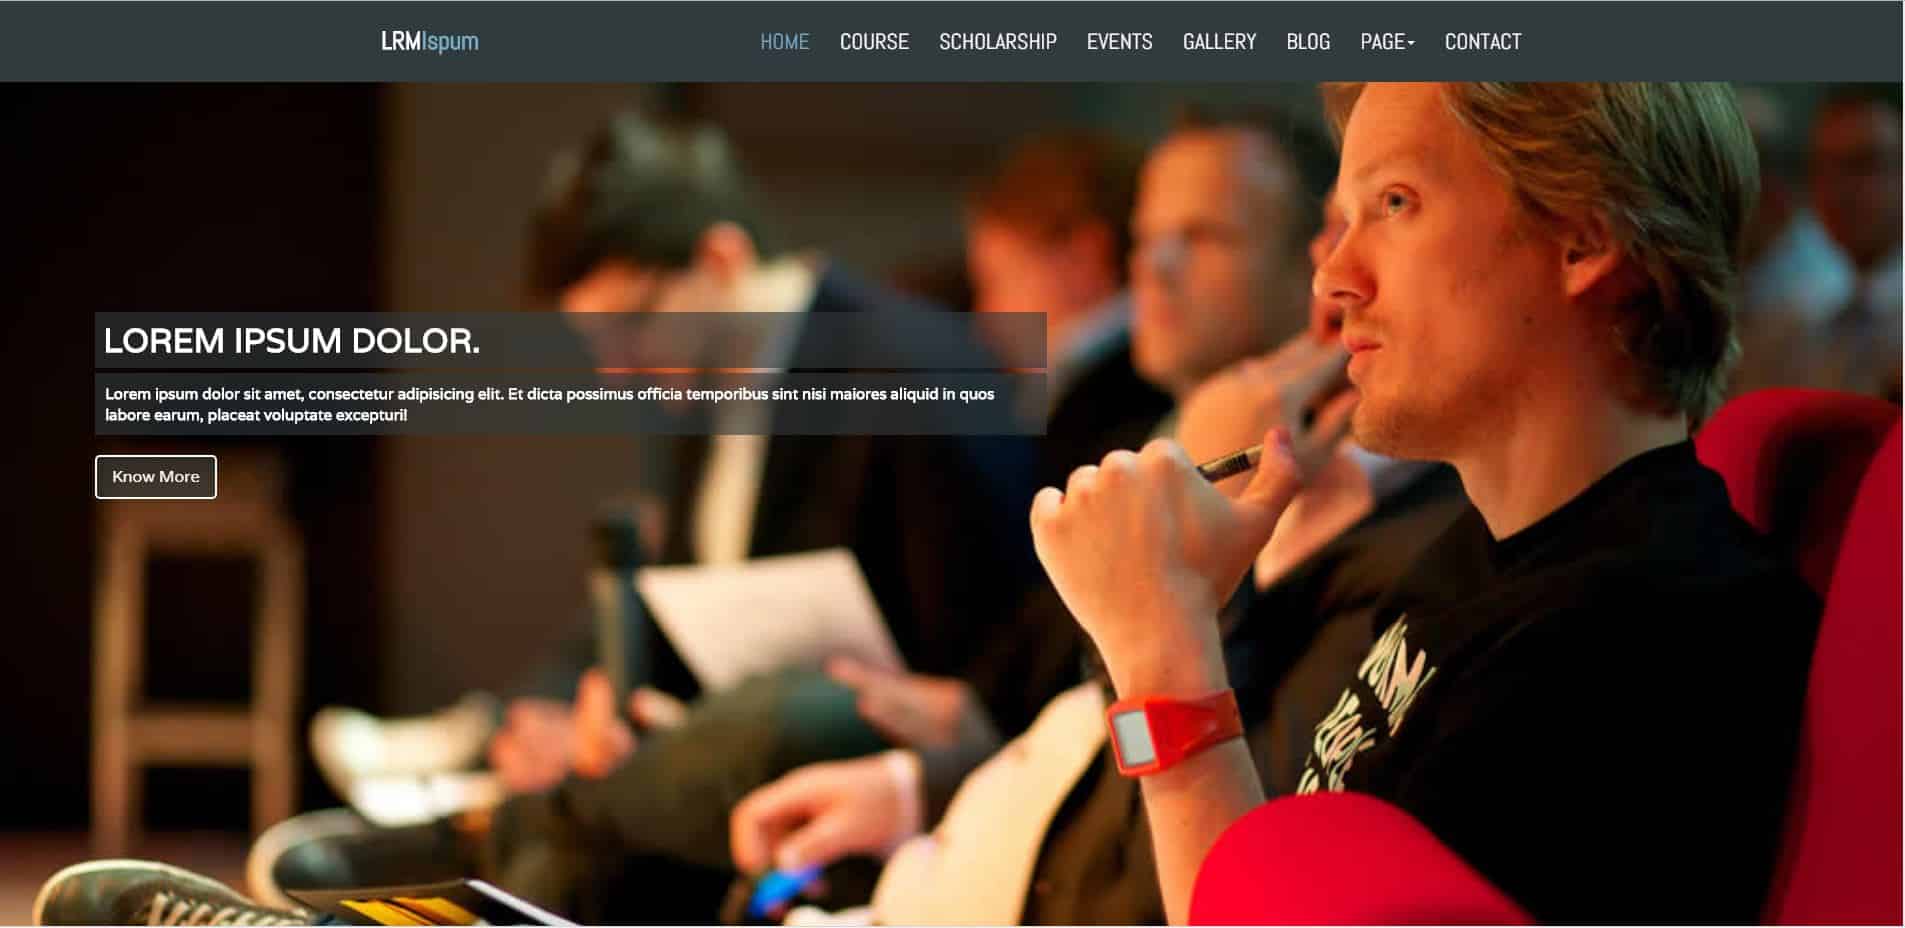 LRMIspum HOME COURSE SCHOLARSHIP EVENTS GALLERY BLOG PAGE CONTACT
LOREM IPSUM DOLOR.
Lorem ipsum dolor sit amet, consectetur adipisicing elit. Et dicta possimus officia temporibus sint nisi maiores aliquid in quos
labore earum, placeat voluptate excepturi!
Know More